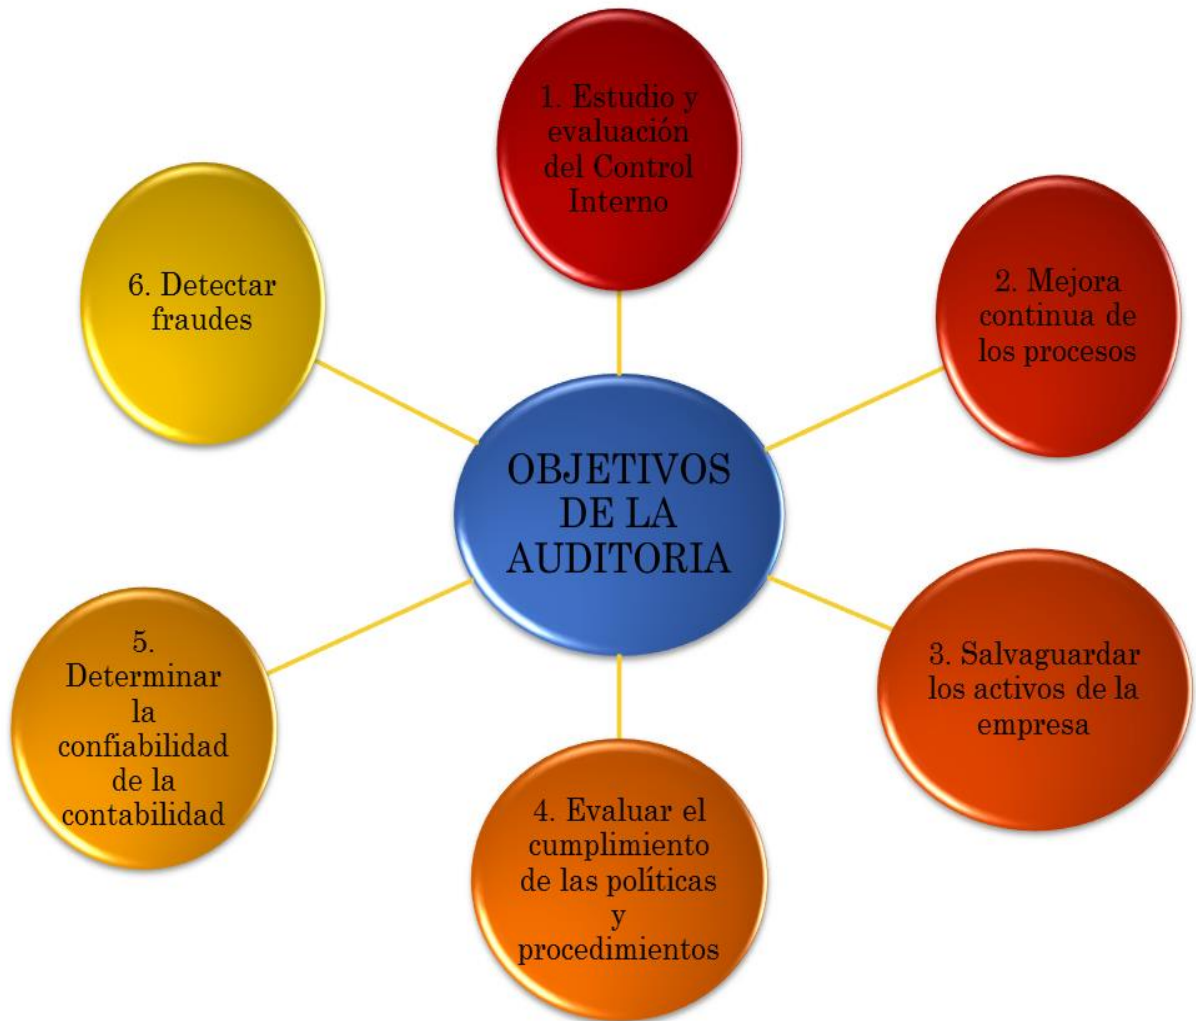 1. Estudio y
evaluación
del Control
Interno
6. Detectar
fraudes
2. Mejora
continua de
los procesos
OBJETIVOS
DE LA
AUDITORIA
5.
Determinar
la
confiabilidad
de la
contabilidad
3. Salvaguardar
los activos de la
empresa
4. Evaluar el
cumplimiento
de las políticas
y
procedimientos